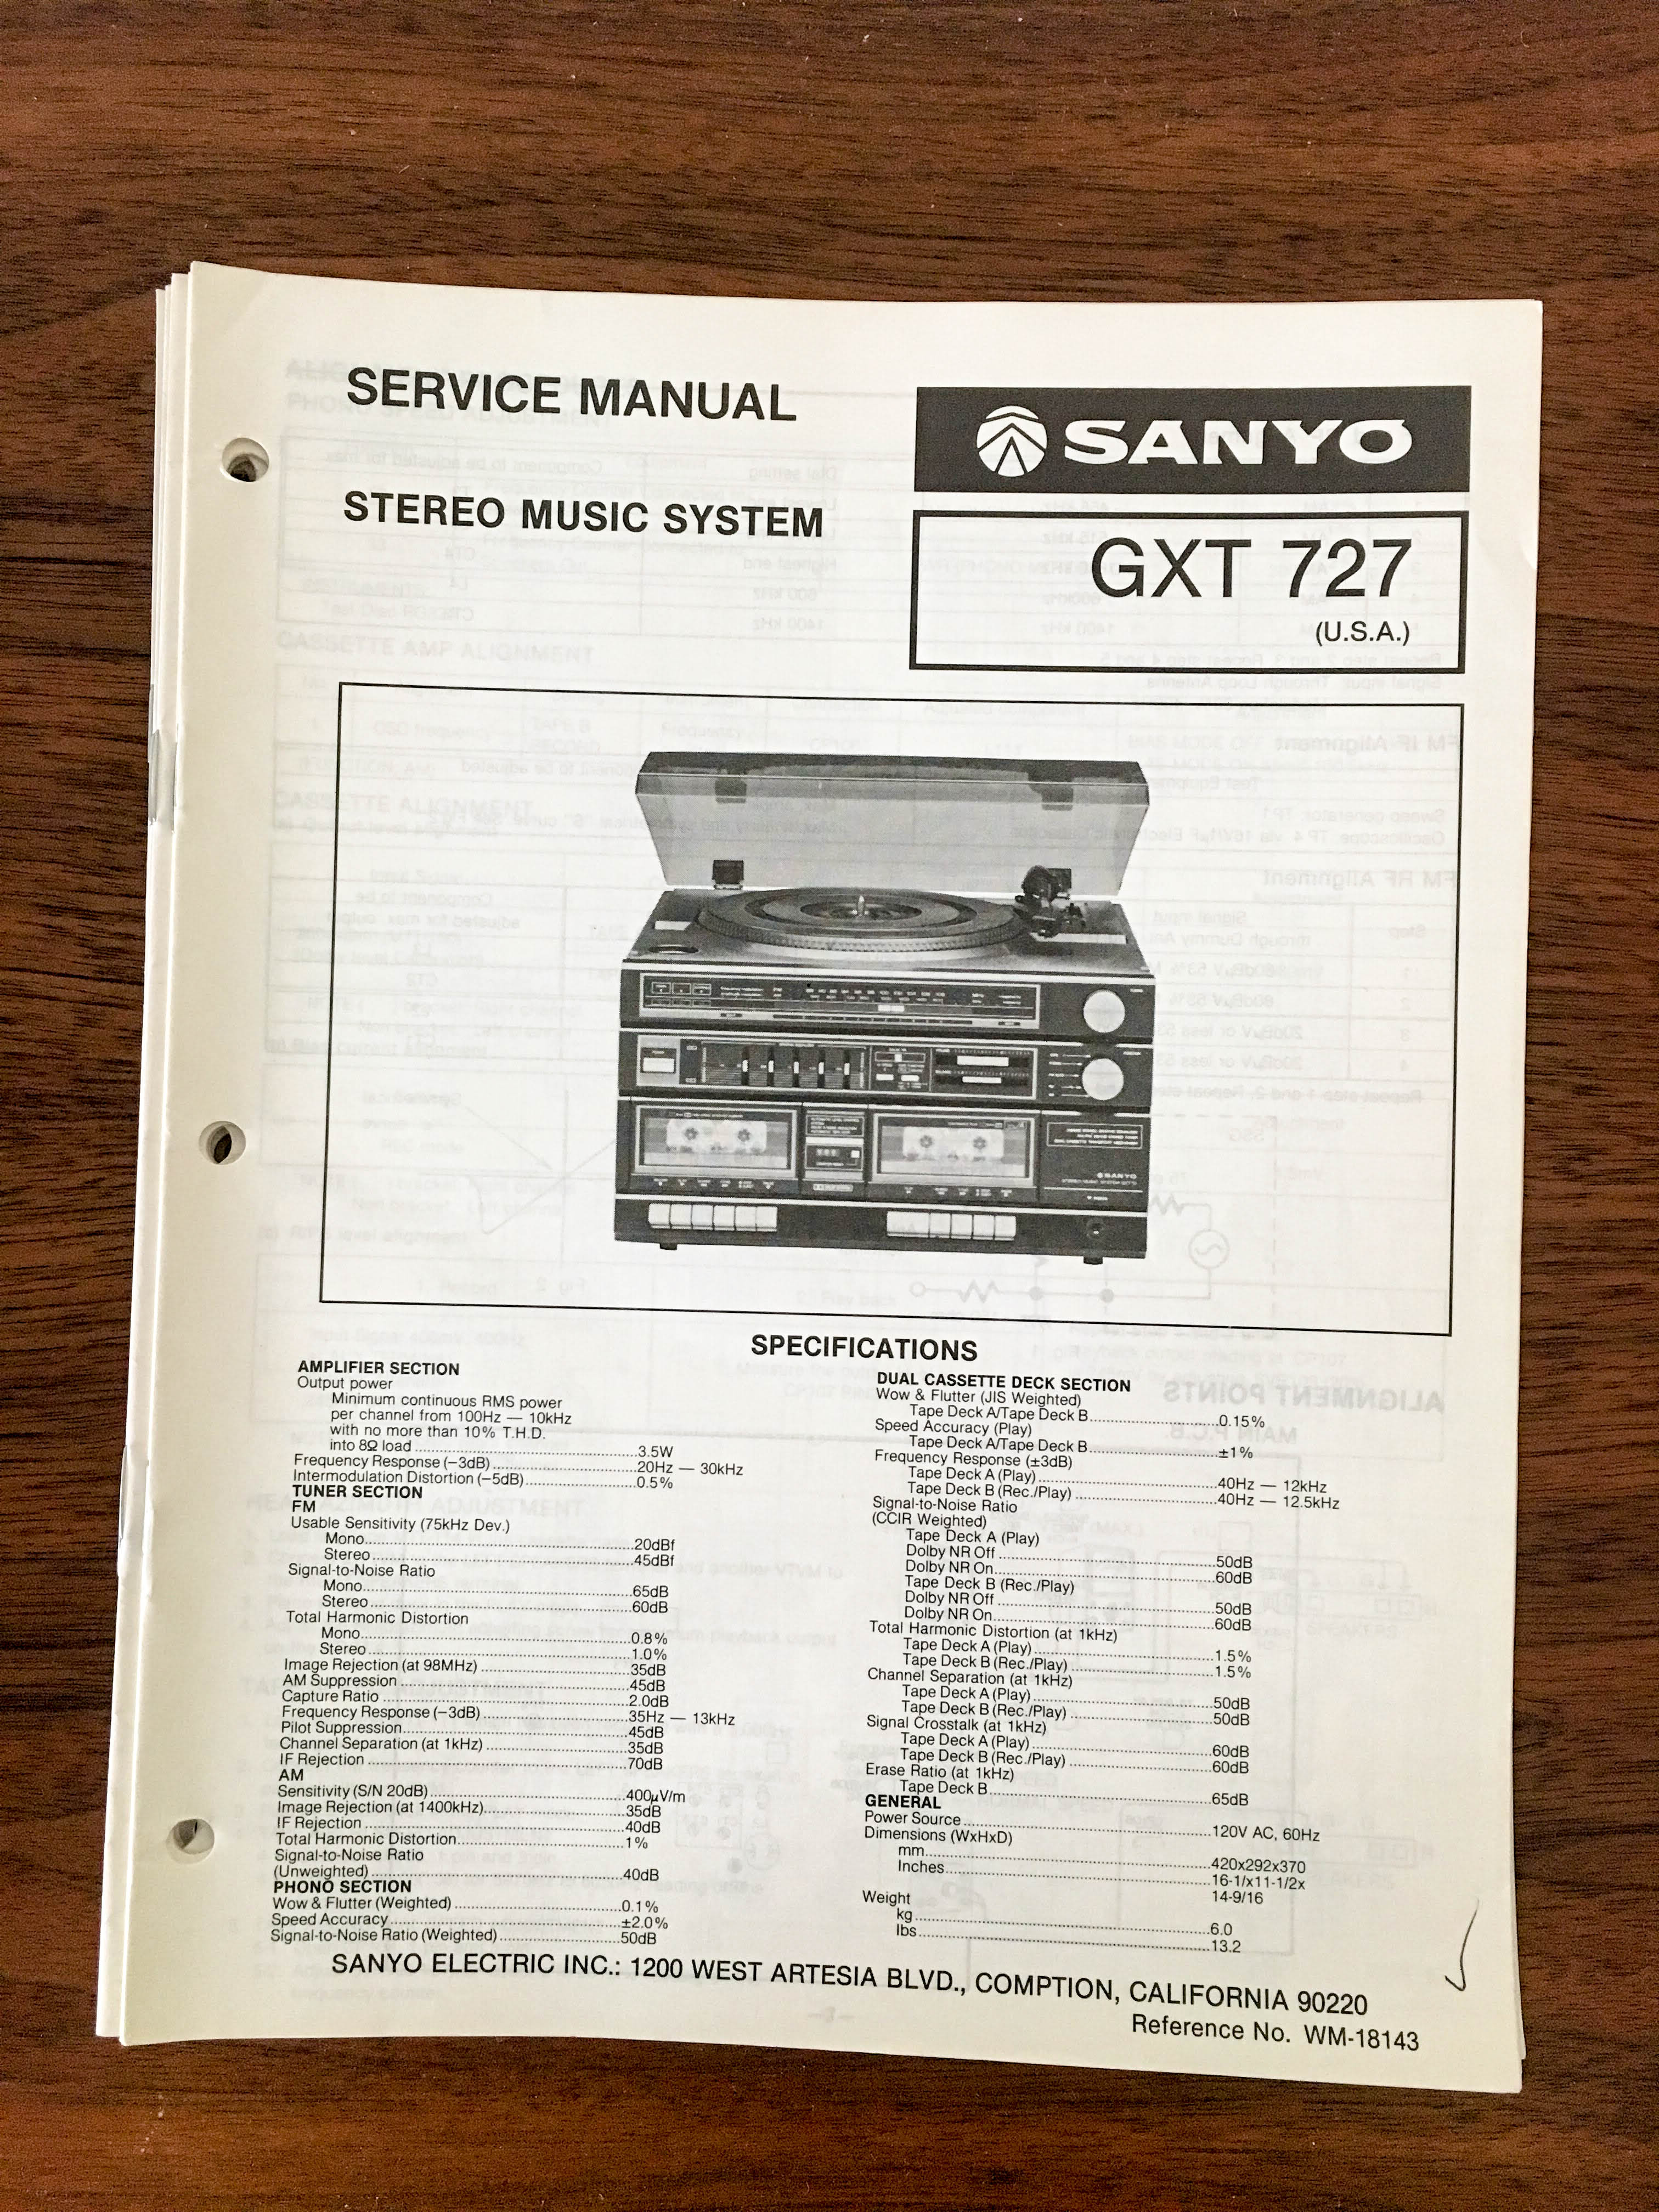 SERVICE MANUAL
SANYO
STEREO MUSIC SYSTEM
GXT 727
(U.S.A.)
SANYO
SPECIFICATIONS
AMPLIFIER SECTION
Output power
Minimum continuous RMS power
per channel from 100Hz — 10kHz
with no more than 10% T.H.D.
into 8Ω load ........ 3.5W
Frequency Response (−3dB) ........ 20Hz — 30kHz
Intermodulation Distortion (−5dB) ........ 0.5%
TUNER SECTION
FM
Usable Sensitivity (75kHz Dev.)
Mono ........ 20dBf
Stereo ........ 45dBf
Signal-to-Noise Ratio
Mono ........ 65dB
Stereo ........ 60dB
Total Harmonic Distortion
Mono ........ 0.8%
Stereo ........ 1.0%
Image Rejection (at 98MHz) ........ 35dB
AM Suppression ........ 45dB
Capture Ratio ........ 2.0dB
Frequency Response (−3dB) ........ 35Hz — 13kHz
Pilot Suppression ........ 45dB
Channel Separation (at 1kHz) ........ 35dB
IF Rejection ........ 70dB
AM
Sensitivity (S/N 20dB) ........ 400μV/m
Image Rejection (at 1400kHz) ........ 35dB
IF Rejection ........ 40dB
Total Harmonic Distortion ........ 1%
Signal-to-Noise Ratio
(Unweighted) ........ 40dB
PHONO SECTION
Wow & Flutter (Weighted) ........ 0.1%
Speed Accuracy ........ ±2.0%
Signal-to-Noise Ratio (Weighted) ........ 50dB
DUAL CASSETTE DECK SECTION
Wow & Flutter (JIS Weighted)
Tape Deck A/Tape Deck B ........ 0.15%
Speed Accuracy (Play)
Tape Deck A/Tape Deck B ........ ±1%
Frequency Response (±3dB)
Tape Deck A (Play) ........ 40Hz — 12kHz
Tape Deck B (Rec./Play) ........ 40Hz — 12.5kHz
Signal-to-Noise Ratio
(CCIR Weighted)
Tape Deck A (Play)
Dolby NR Off ........ 50dB
Dolby NR On ........ 60dB
Tape Deck B (Rec./Play)
Dolby NR Off ........ 50dB
Dolby NR On ........ 60dB
Total Harmonic Distortion (at 1kHz)
Tape Deck A (Play) ........ 1.5%
Tape Deck B (Rec./Play) ........ 1.5%
Channel Separation (at 1kHz)
Tape Deck A (Play) ........ 50dB
Tape Deck B (Rec./Play) ........ 50dB
Signal Crosstalk (at 1kHz)
Tape Deck A (Play) ........ 60dB
Tape Deck B (Rec./Play) ........ 60dB
Erase Ratio (at 1kHz)
Tape Deck B ........ 65dB
GENERAL
Power Source ........ 120V AC, 60Hz
Dimensions (WxHxD)
mm ........ 420x292x370
Inches ........ 16-1/x11-1/2x
14-9/16
Weight
kg ........ 6.0
lbs ........ 13.2
SANYO ELECTRIC INC.: 1200 WEST ARTESIA BLVD., COMPTION, CALIFORNIA 90220
Reference No. WM-18143